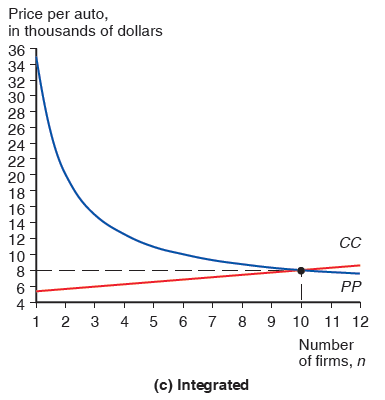 Price per auto,
in thousands of dollars
36
34
32
30
28
26
24
22
20
18
16
14
12
10
8
6
4
CC
PP
1 2 3 4 5 6 7 8 9 10 11 12
Number
of firms, n
(c) Integrated